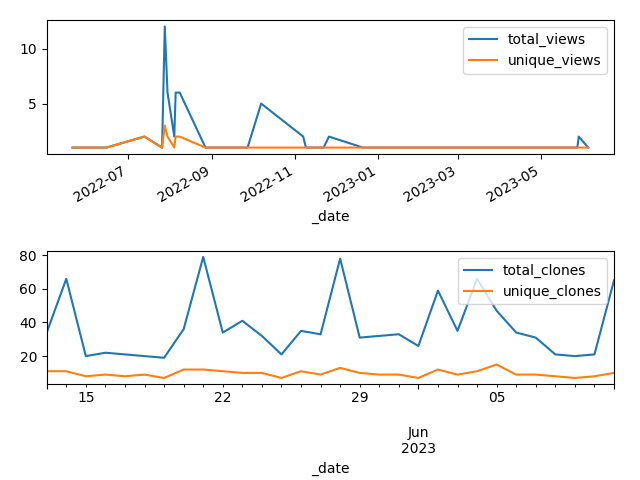 10
5
total_views
unique_views
2022-07
2022-09
2022-11
2023-01
2023-03
2023-05
_date
80
60
40
20
total_clones
unique_clones
15
22
29
05
Jun
2023
_date